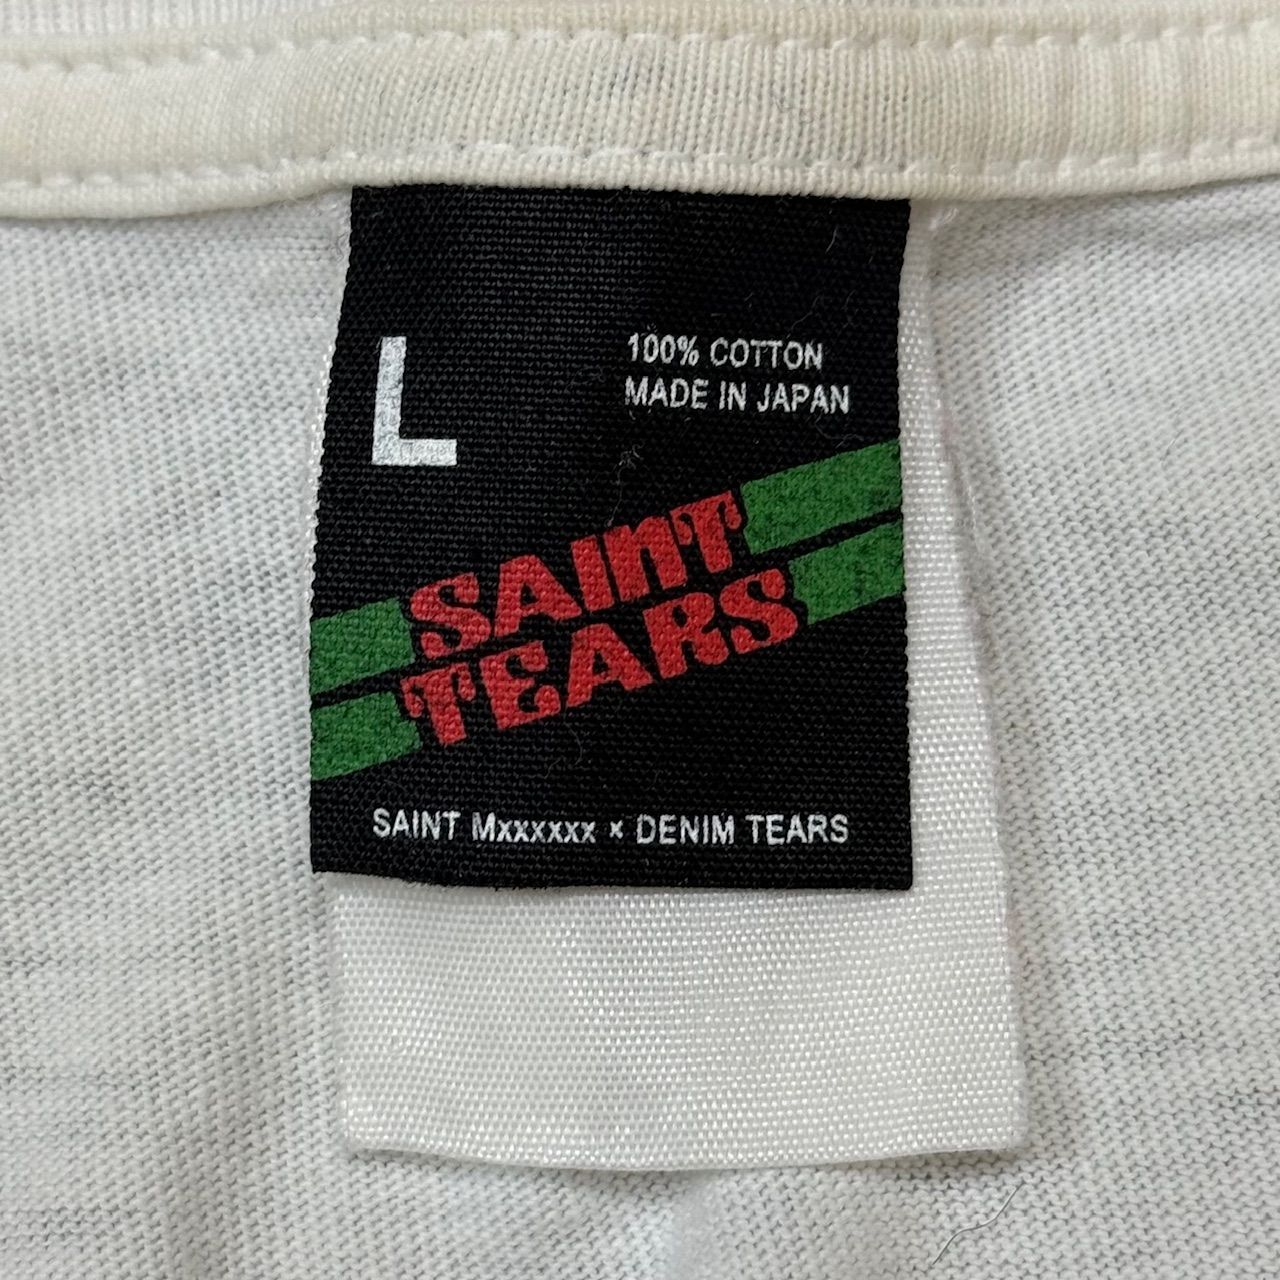 L
100% COTTON
MADE IN JAPAN
SAINT
TEARS
SAINT Mxxxxxx × DENIM TEARS